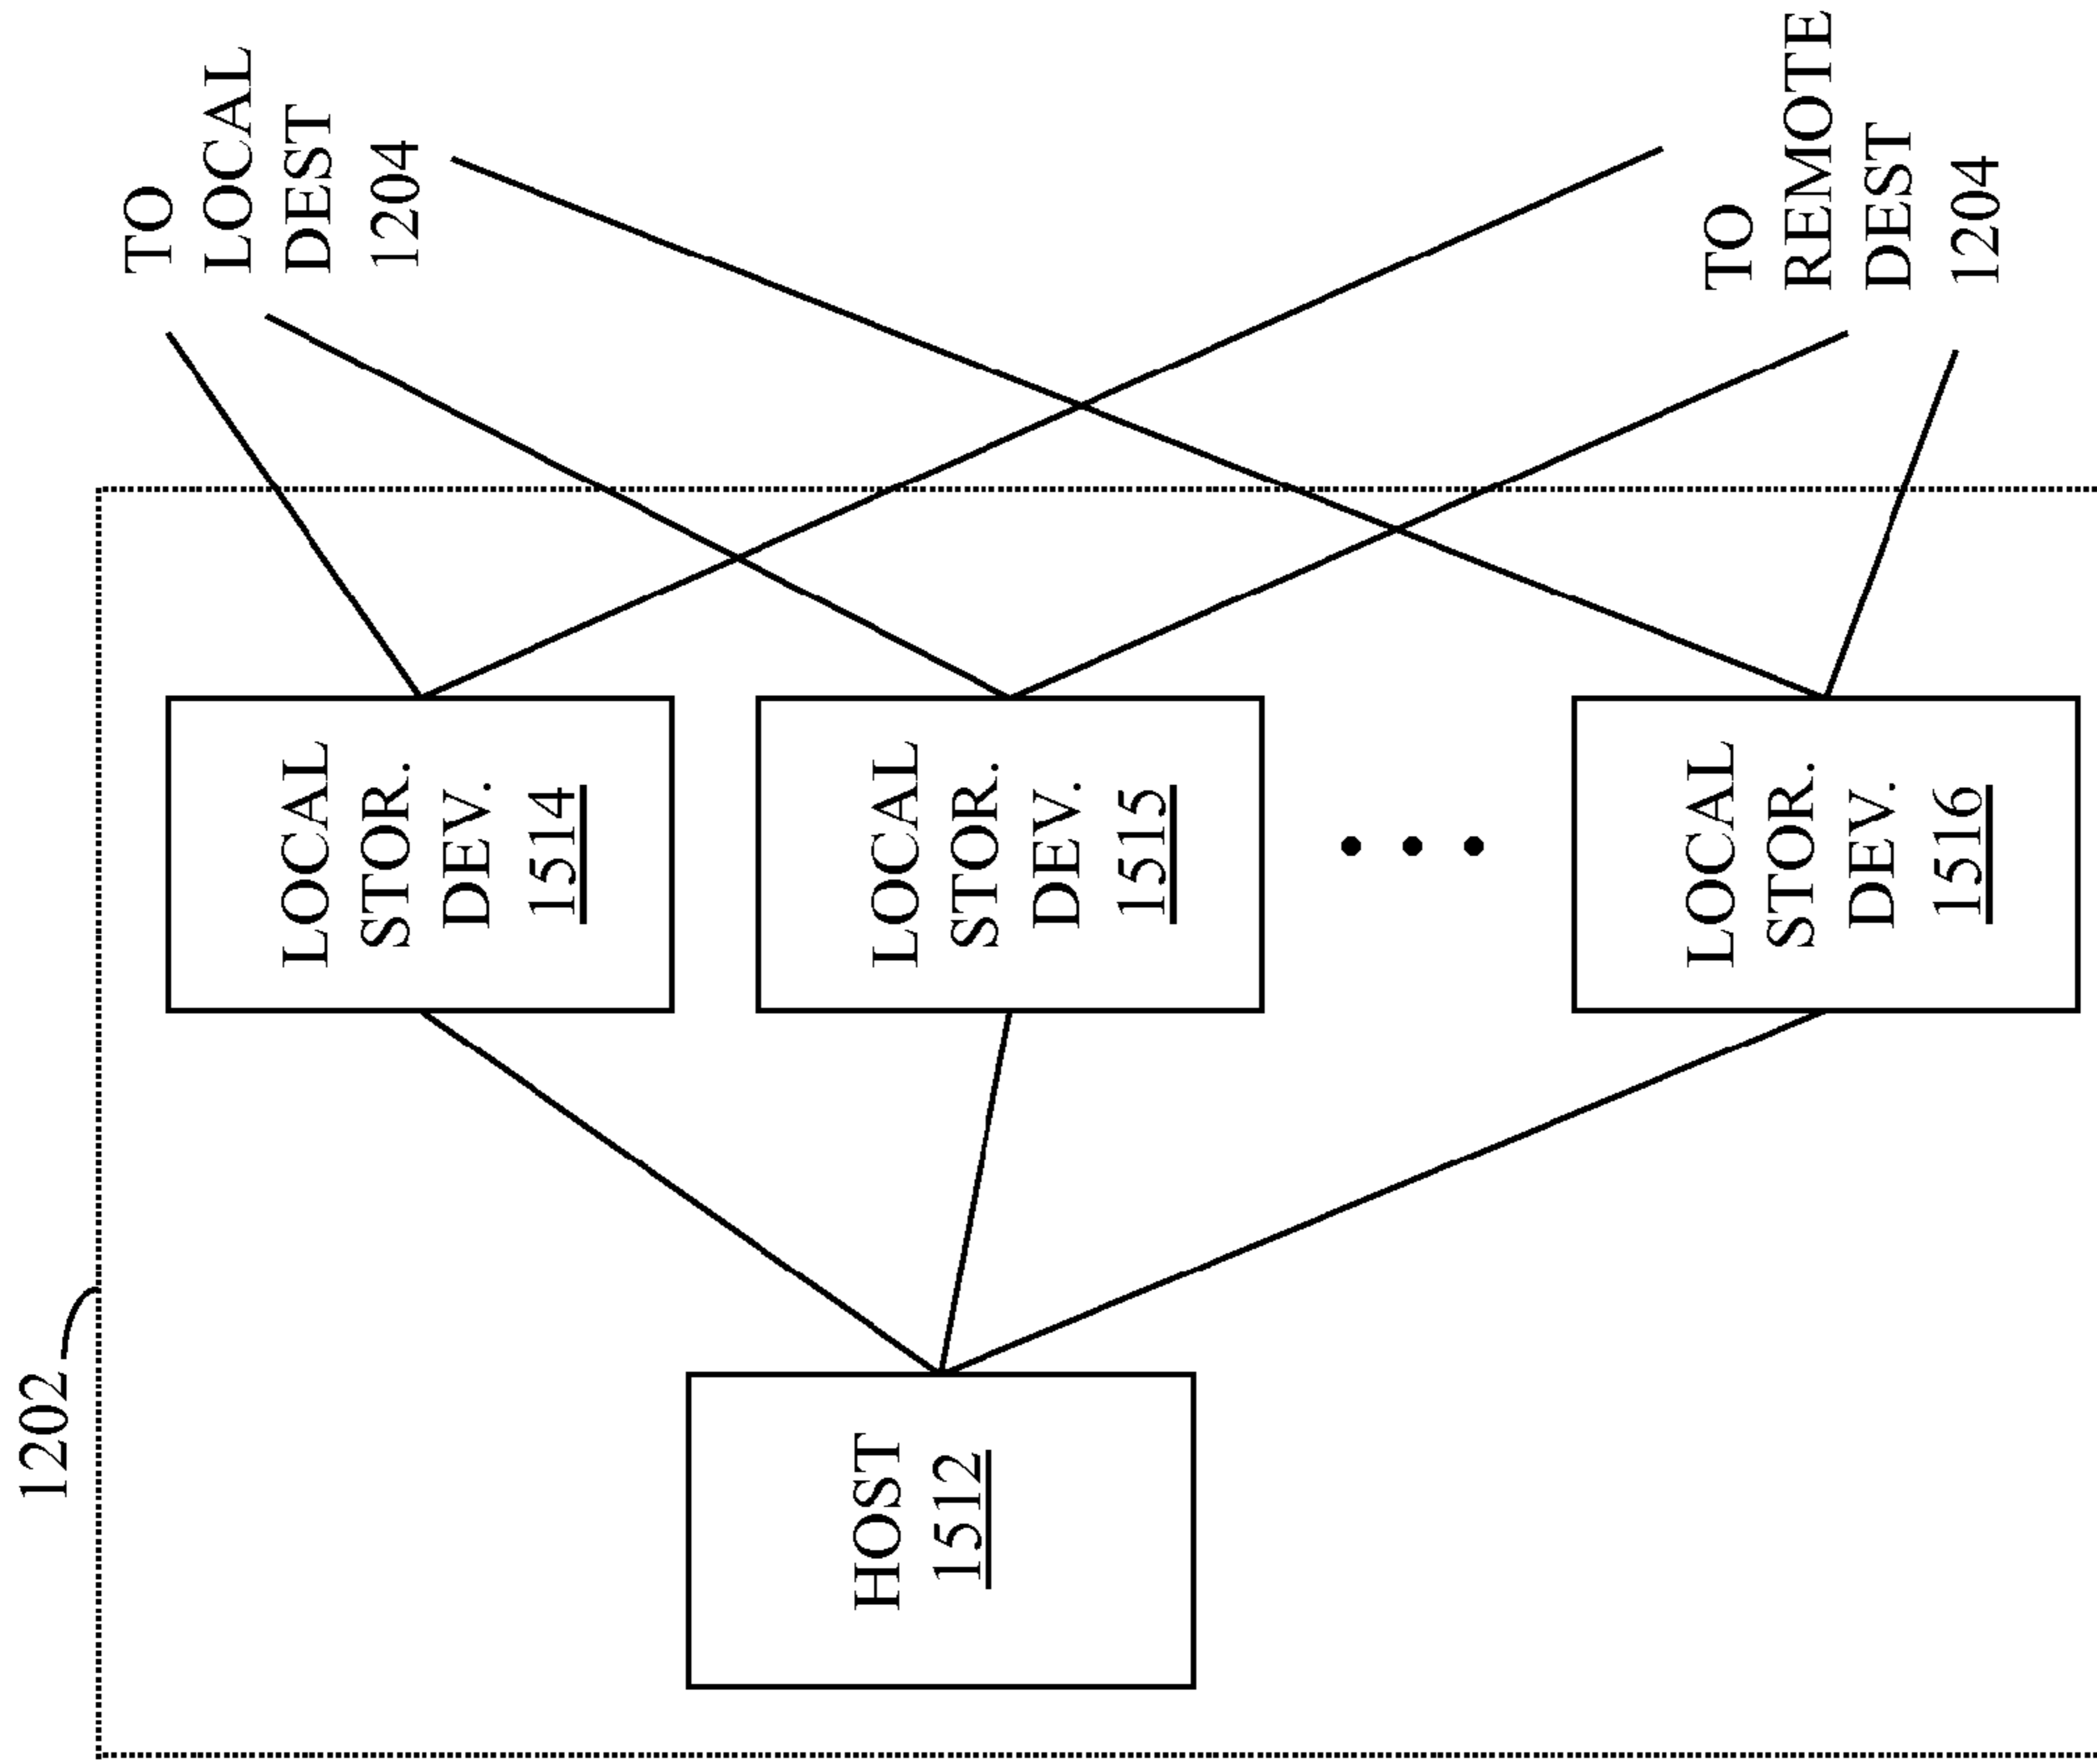 1202
HOST
1512
LOCAL
STOR.
DEV.
1514
LOCAL
STOR.
DEV.
1515
LOCAL
STOR.
DEV.
1516
TO
LOCAL
DEST
1204
TO
REMOTE
DEST
1204